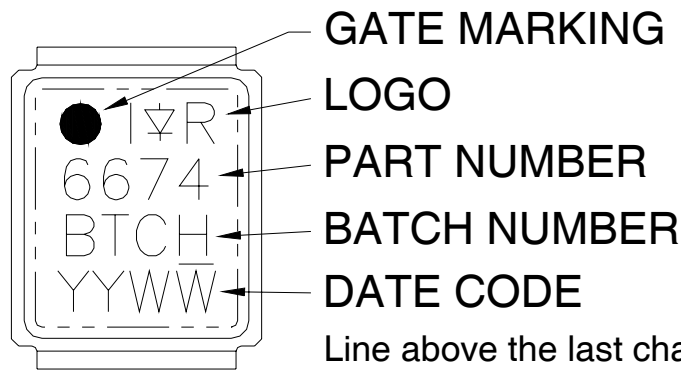 GATE MARKING
I R
LOGO
6674
PART NUMBER
BTCH
BATCH NUMBER
YYWW
DATE CODE
Line above the last cha